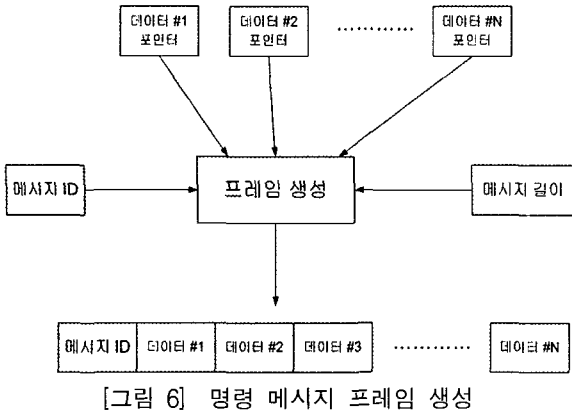 데이터 #1
포인터
데이터 #2
포인터
············
데이터 #N
포인터
메시지 ID
프레임 생성
메시지 길이
메시지 ID 데이터 #1 데이터 #2 데이터 #3 ············ 데이터 #N
[그림 6] 명령 메시지 프레임 생성